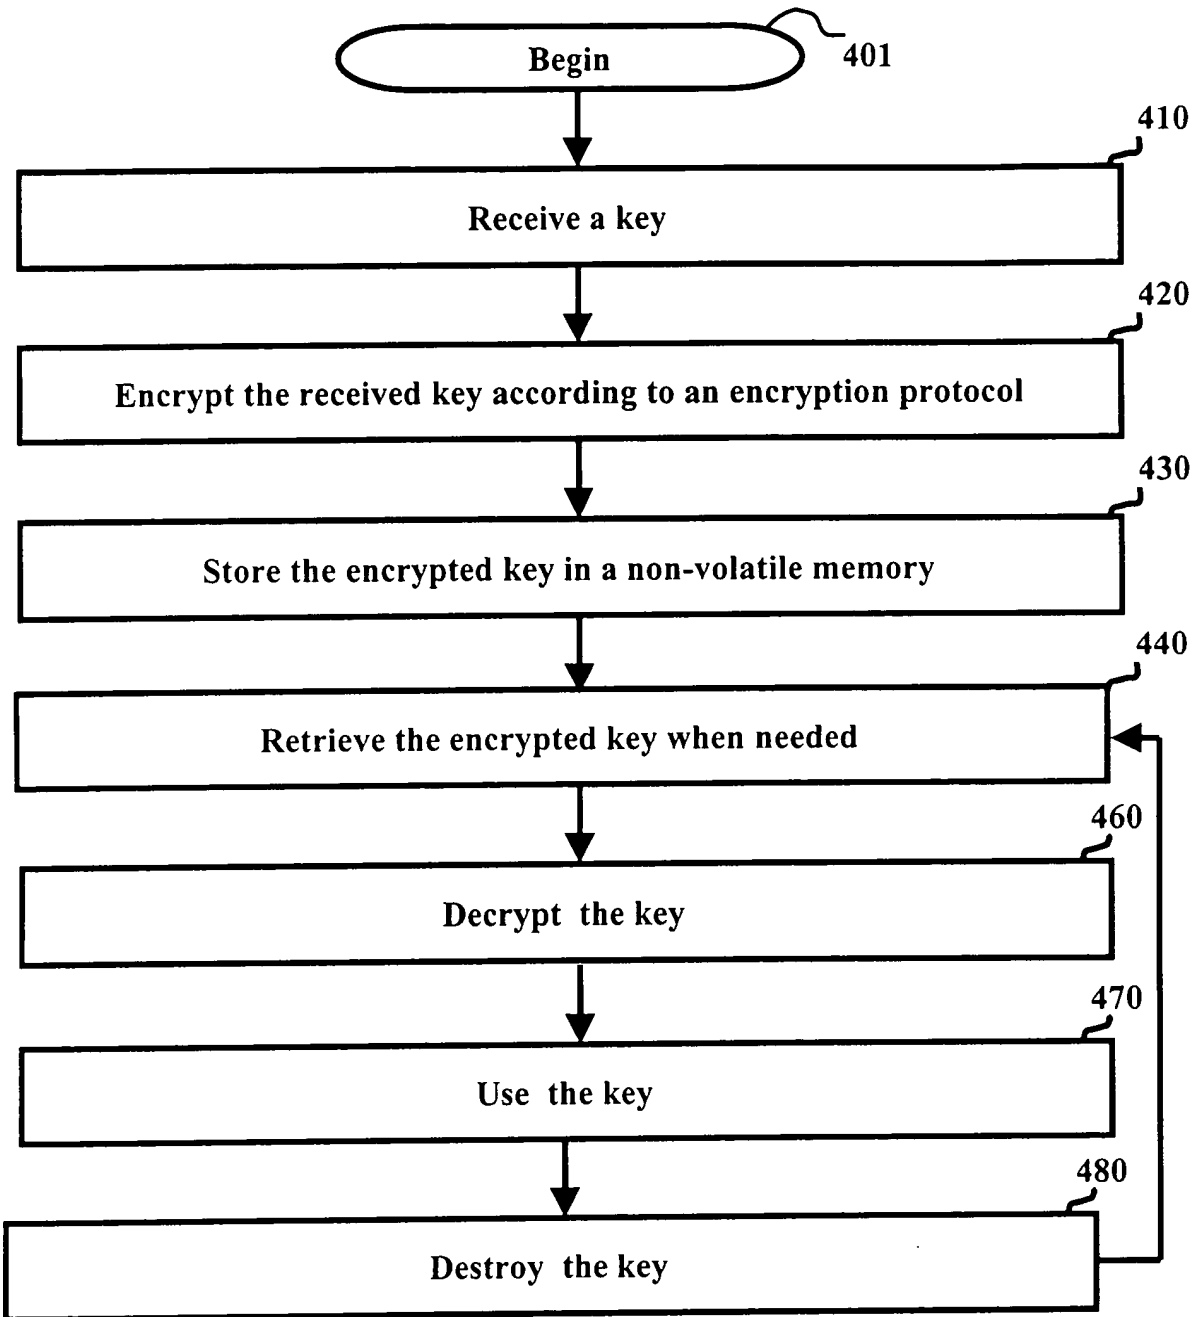 Begin
401
410
Receive a key
420
Encrypt the received key according to an encryption protocol
430
Store the encrypted key in a non-volatile memory
440
Retrieve the encrypted key when needed
460
Decrypt the key
470
Use the key
480
Destroy the key